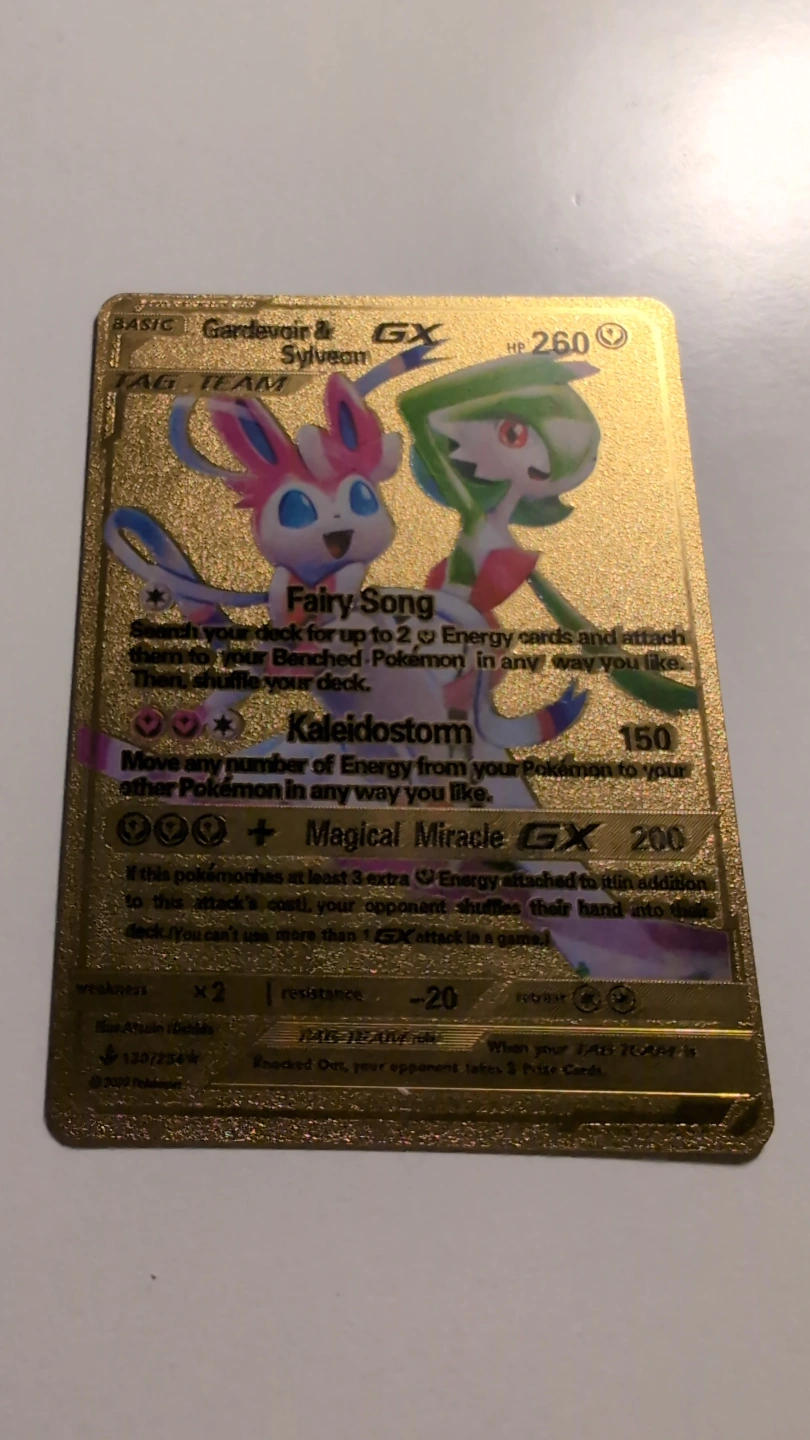 BASIC Gardevoir & GX HP 260
Sylveon
TAG TEAM
Fairy Song
Search your deck for up to 2 Energy cards and attach
them to your Benched Pokémon in any way you like.
Then, shuffle your deck.
Kaleidostorm 150
Move any number of Energy from your Pokémon to your
other Pokémon in any way you like.
+ Magical Miracle GX 200
If this pokémonhas at least 3 extra Energy attached to it(in addition
to this attack's cost), your opponent shuffles their hand into their
deck.(You can't use more than 1 GX attack in a game.)
weakness ×2 resistance -20 retreat
TAG TEAM rule When your TAG TEAM is
130/
Knocked Out, your opponent takes 3 Prize Cards.
Pokémon